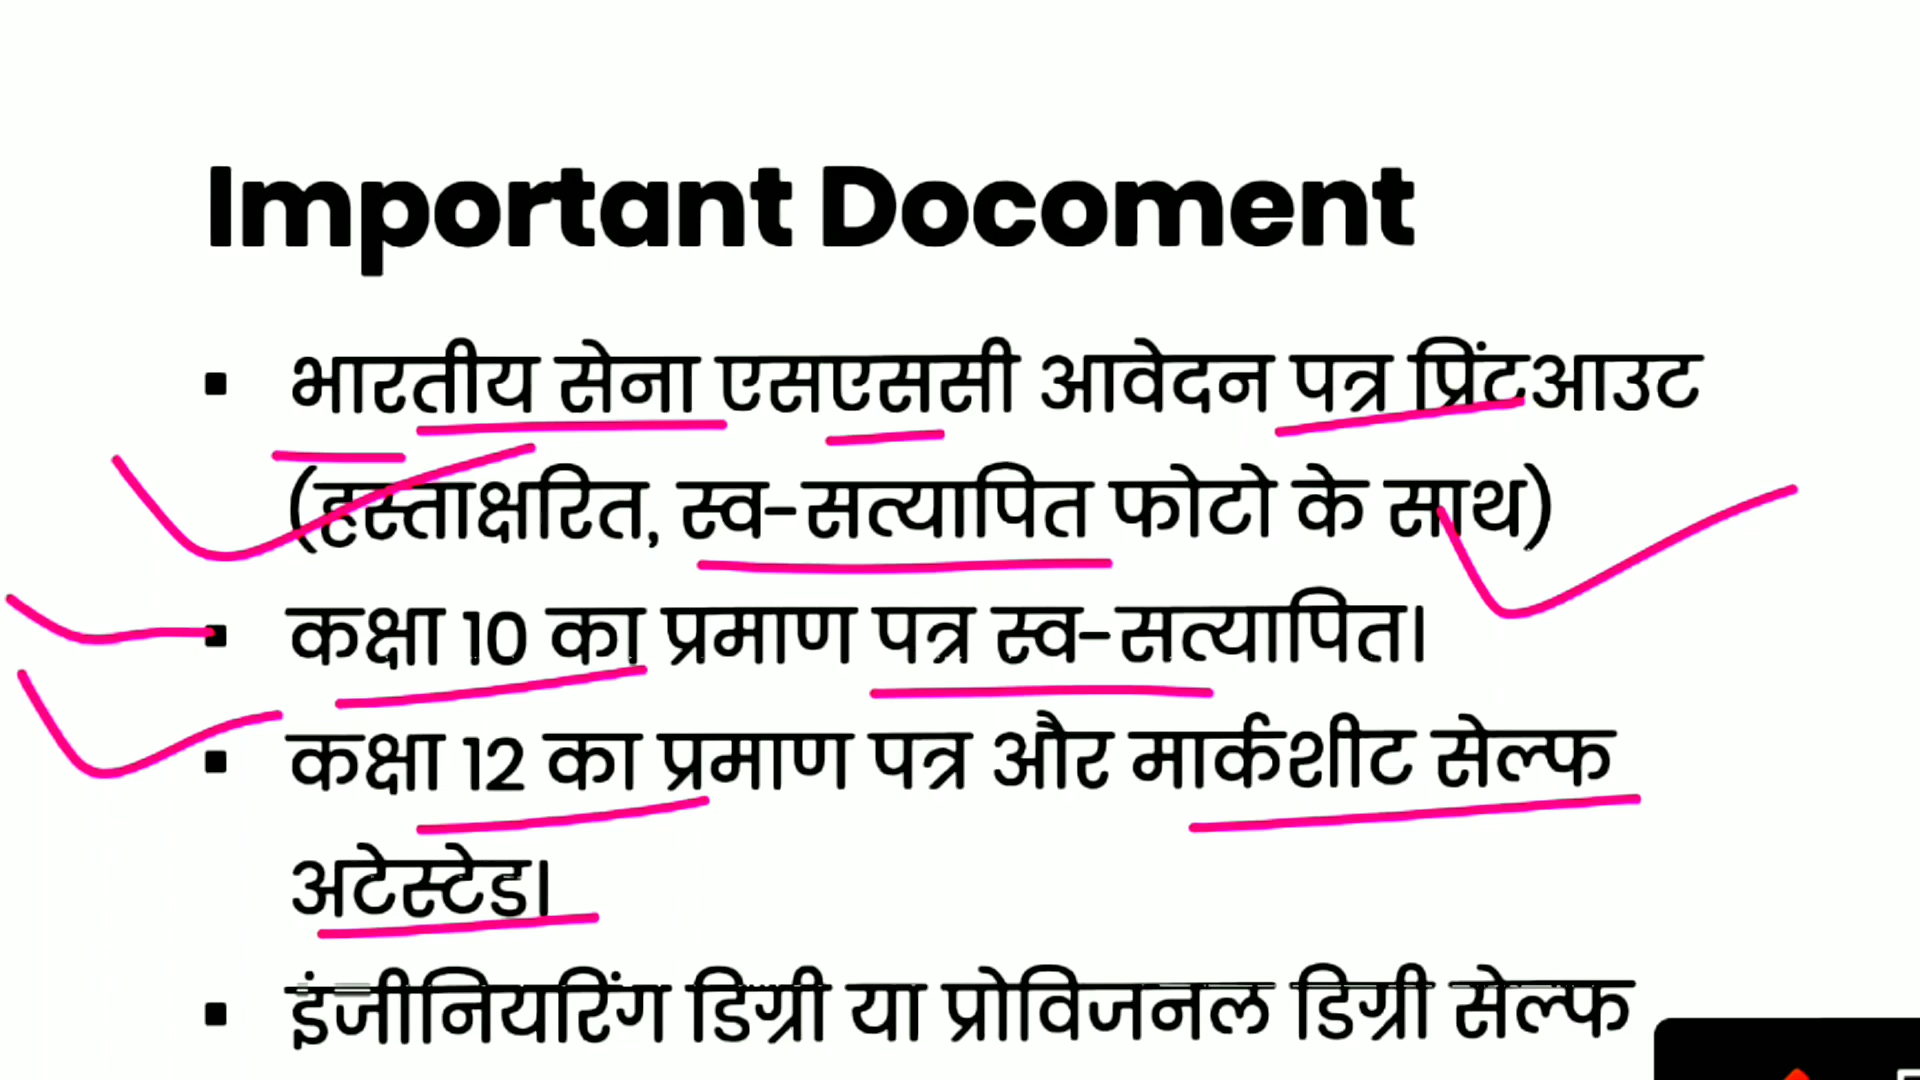 Important Docoment
▪ भारतीय सेना एसएससी आवेदन पत्र प्रिंटआउट
(हस्ताक्षरित, स्व-सत्यापित फोटो के साथ)
▪ कक्षा 10 का प्रमाण पत्र स्व-सत्यापित।
▪ कक्षा 12 का प्रमाण पत्र और मार्कशीट सेल्फ
अटेस्टेड।
▪ इंजीनियरिंग डिग्री या प्रोविजनल डिग्री सेल्फ